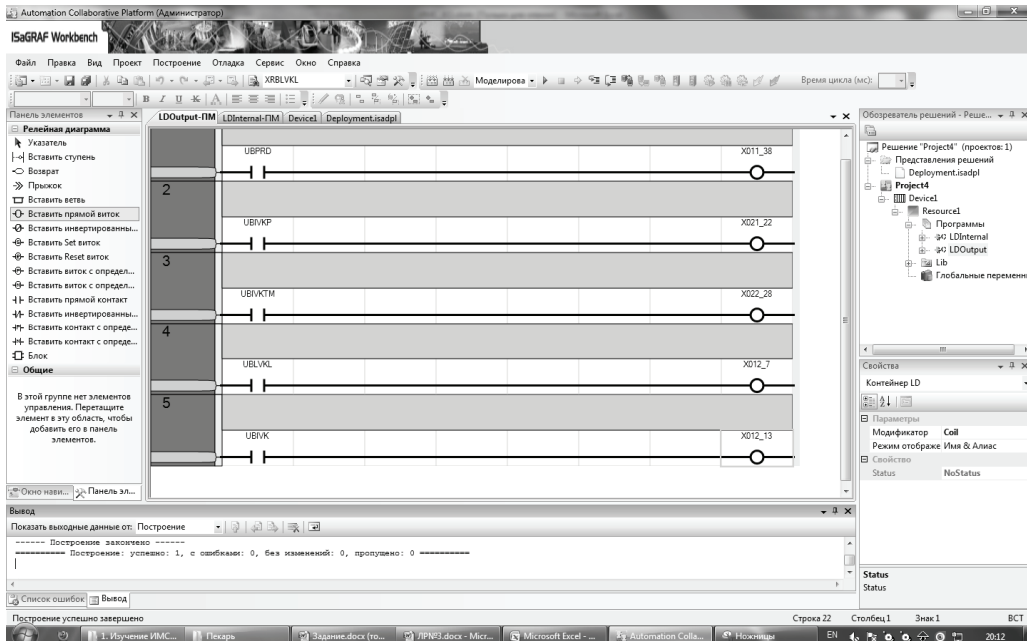 Automation Collaborative Platform (Администратор)
ISaGRAF Workbench
Файл Правка Вид Проект Построение Отладка Сервис Окно Справка
XRBLVKL Моделирова Время цикла (мс):
Панель элементов
Релейная диаграмма
Указатель
Вставить ступень
Возврат
Прыжок
Вставить ветвь
Вставить прямой виток
Вставить инвертированны...
Вставить Set виток
Вставить Reset виток
Вставить виток с определ...
Вставить виток с определ...
Вставить прямой контакт
Вставить инвертированны...
Вставить контакт с опреде...
Вставить контакт с опреде...
Блок
Общие
В этой группе нет элементов
управления. Перетащите
элемент в эту область, чтобы
добавить его в панель
элементов.
Окно нави... Панель эл...
LDOutput-ПМ LDInternal-ПМ Device1 Deployment.isadpl
UBPRD X011_38
2
UBIVKP X021_22
3
UBIVKTM X022_28
4
UBLVKL X012_7
5
UBIVK X012_13
Обозреватель решений - Реше...
Решение "Project4" (проектов: 1)
Представления решений
Deployment.isadpl
Project4
Device1
Resource1
Программы
LDInternal
LDOutput
Lib
Глобальные переменн
Свойства
Контейнер LD
Параметры
Модификатор Coil
Режим отображе Имя & Алиас
Свойство
Status NoStatus
Status
Status
Вывод
Показать выходные данные от: Построение
------ Построение закончено ------
========== Построение: успешно: 1, с ошибками: 0, без изменений: 0, пропущено: 0 ==========
Список ошибок Вывод
Построение успешно завершено Строка 22 Столбец 1 Знак 1 ВСТ
1. Изучение ИМС... Пекарь Задание.docx (то... ЛР№3.docx - Micr... Microsoft Excel - ... Automation Colla... Ножницы EN 20:12